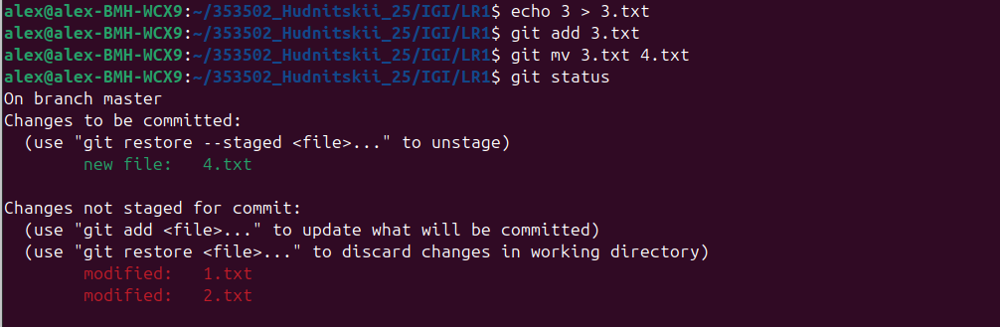 alex@alex-BMH-WCX9:~/353502_Hudnitskii_25/IGI/LR1$ echo 3 > 3.txt
alex@alex-BMH-WCX9:~/353502_Hudnitskii_25/IGI/LR1$ git add 3.txt
alex@alex-BMH-WCX9:~/353502_Hudnitskii_25/IGI/LR1$ git mv 3.txt 4.txt
alex@alex-BMH-WCX9:~/353502_Hudnitskii_25/IGI/LR1$ git status
On branch master
Changes to be committed:
  (use "git restore --staged <file>..." to unstage)
        new file:   4.txt

Changes not staged for commit:
  (use "git add <file>..." to update what will be committed)
  (use "git restore <file>..." to discard changes in working directory)
        modified:   1.txt
        modified:   2.txt